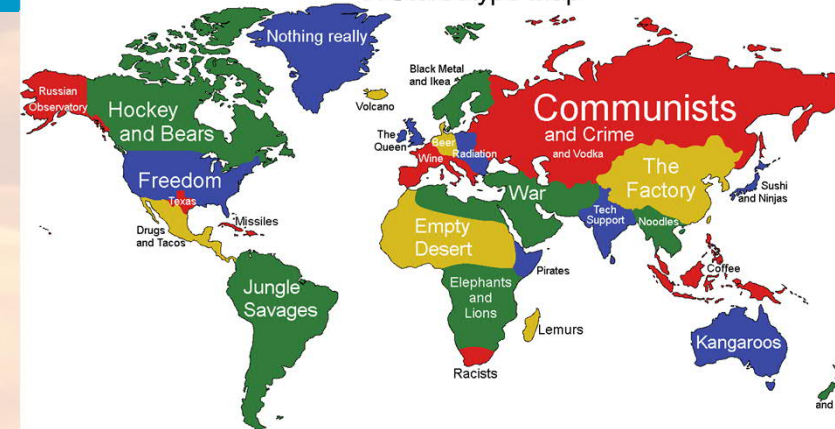 Nothing really
Russian
Observatory
Hockey
and Bears
Black Metal
and Ikea
Volcano
The
Queen
Beer
Radiation
Wine
Communists
and Crime
and Vodka
The
Factory
Freedom
Texas
War
Tech
Support
Sushi
and Ninjas
Noodles
Drugs
and Tacos
Missiles
Empty
Desert
Pirates
Coffee
Jungle
Savages
Elephants
and
Lions
Lemurs
Kangaroos
Racists
and